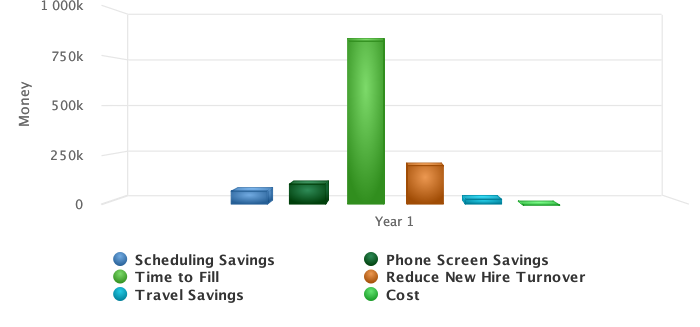 1 000k
750k
500k
250k
0
Money
Year 1
Scheduling Savings
Phone Screen Savings
Time to Fill
Reduce New Hire Turnover
Travel Savings
Cost